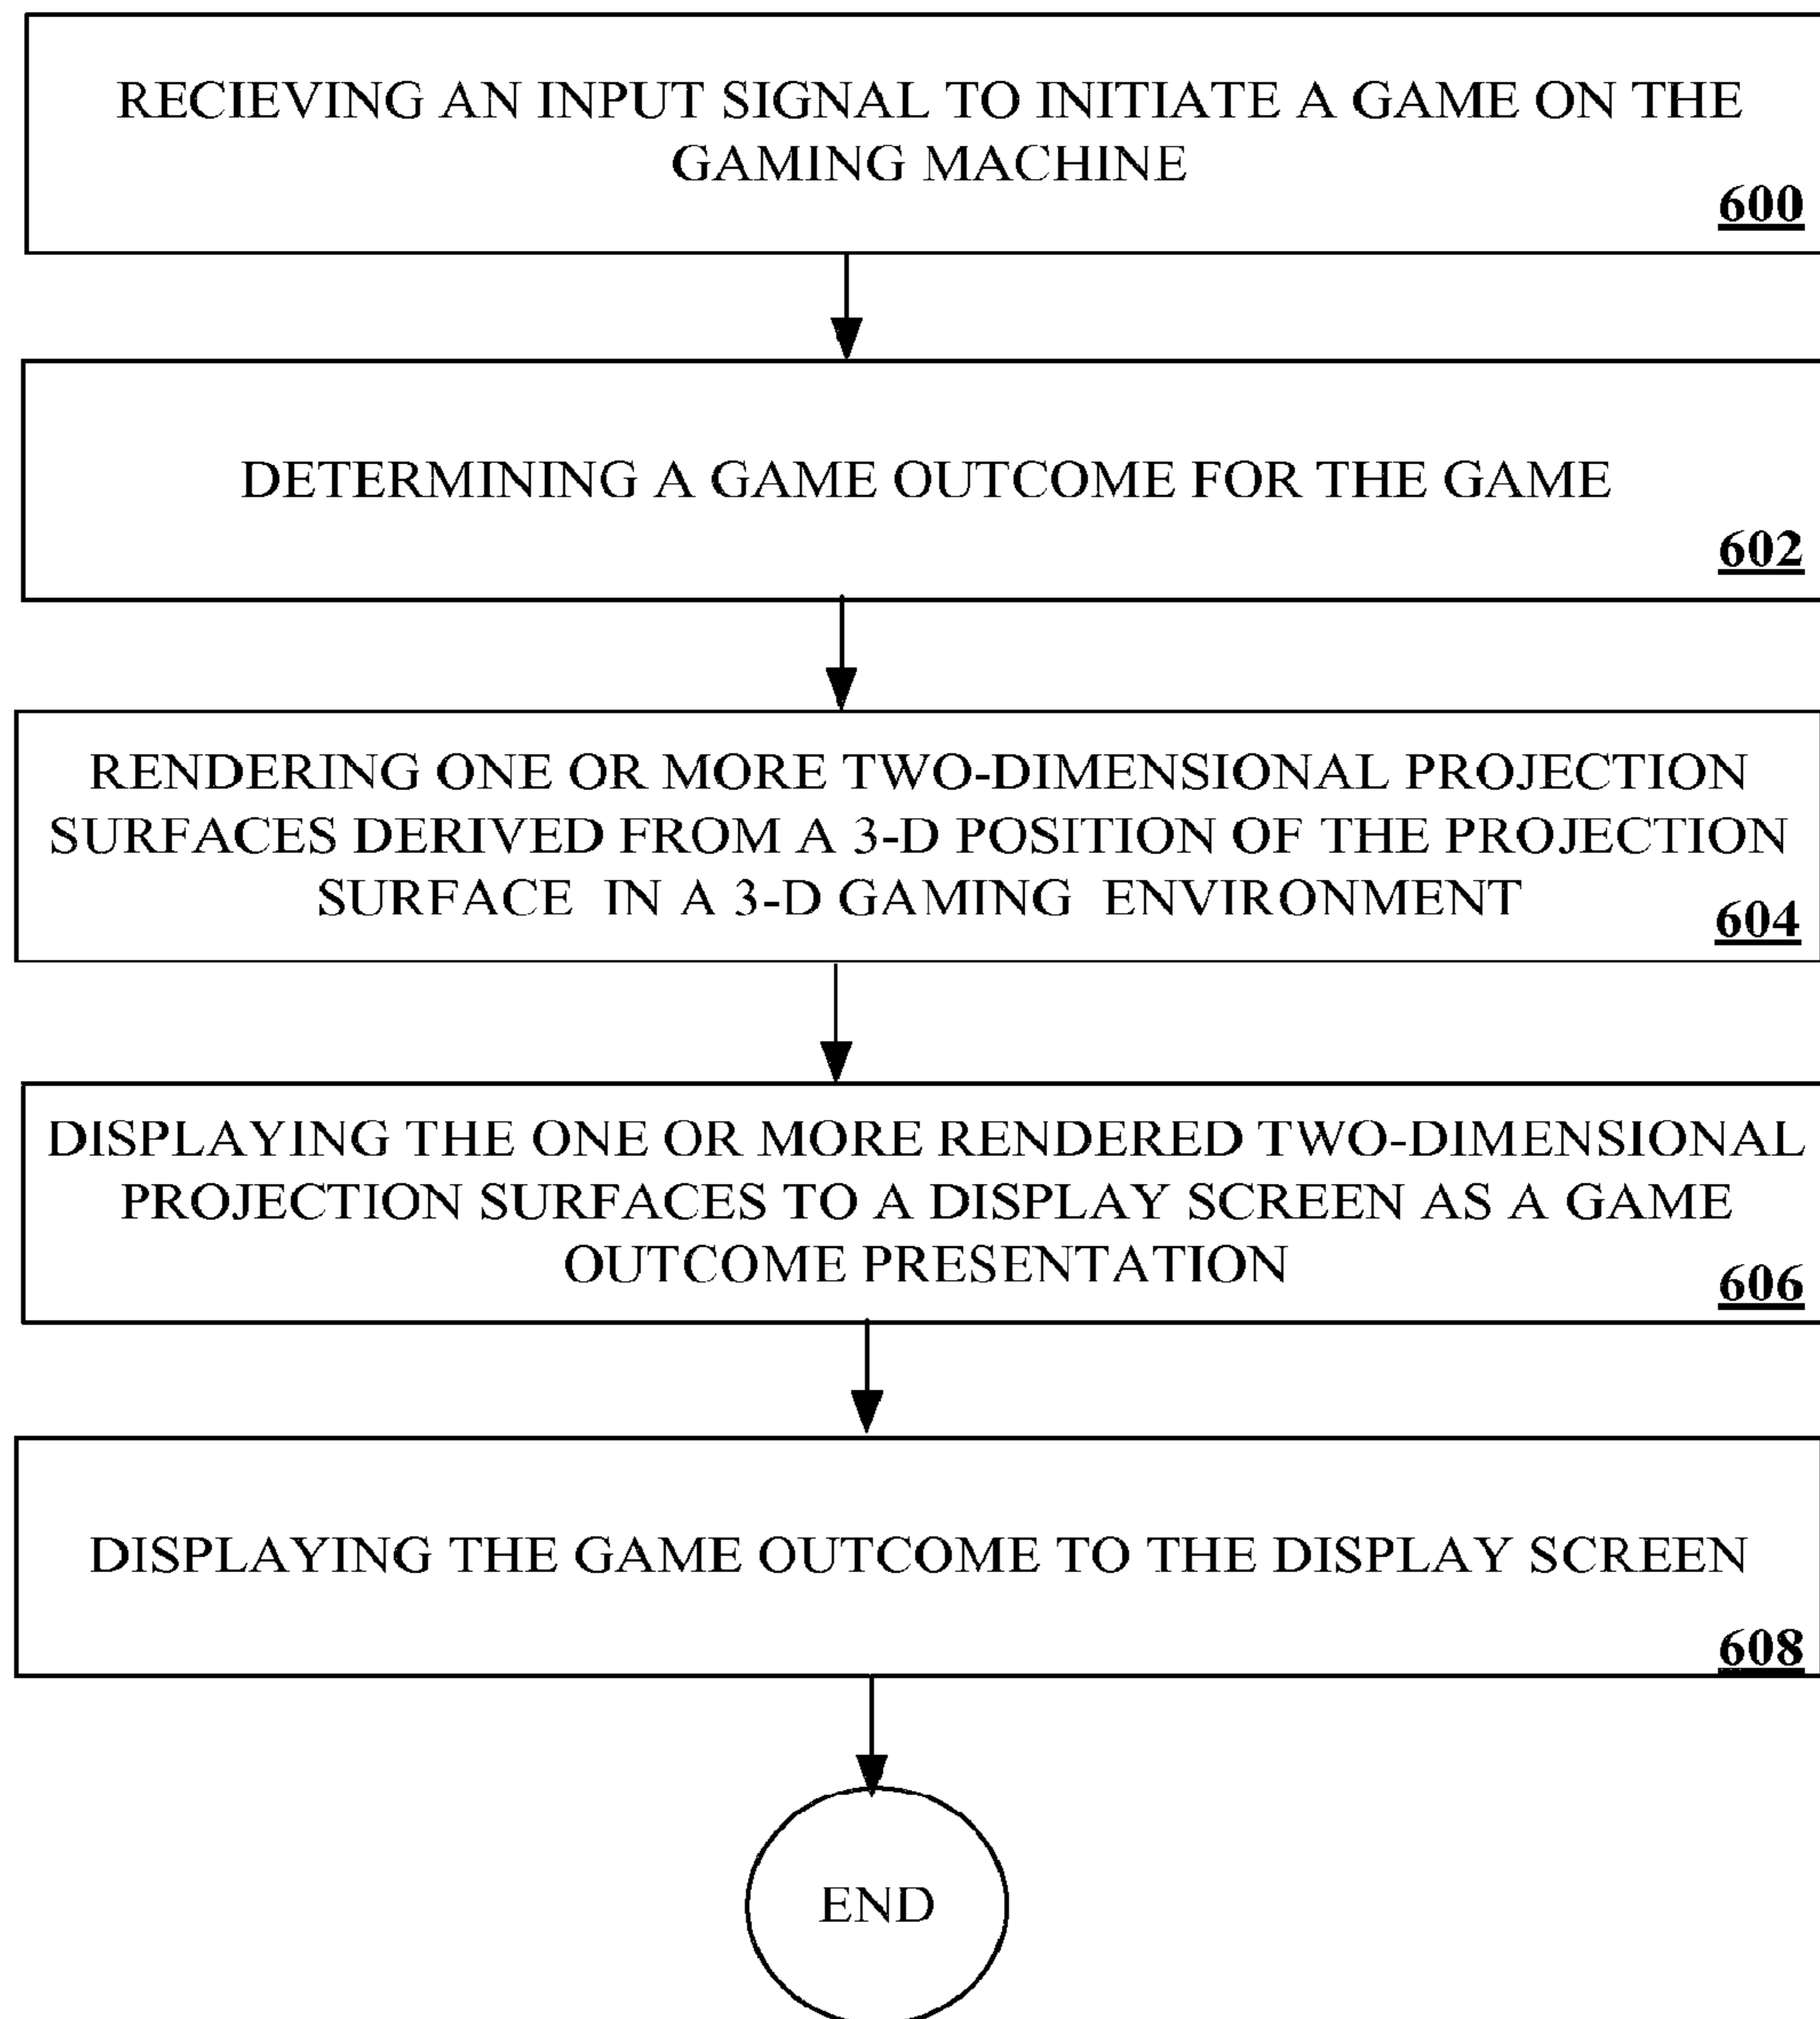 RECIEVING AN INPUT SIGNAL TO INITIATE A GAME ON THE
GAMING MACHINE
600
DETERMINING A GAME OUTCOME FOR THE GAME
602
RENDERING ONE OR MORE TWO-DIMENSIONAL PROJECTION
SURFACES DERIVED FROM A 3-D POSITION OF THE PROJECTION
SURFACE IN A 3-D GAMING ENVIRONMENT
604
DISPLAYING THE ONE OR MORE RENDERED TWO-DIMENSIONAL
PROJECTION SURFACES TO A DISPLAY SCREEN AS A GAME
OUTCOME PRESENTATION
606
DISPLAYING THE GAME OUTCOME TO THE DISPLAY SCREEN
608
END